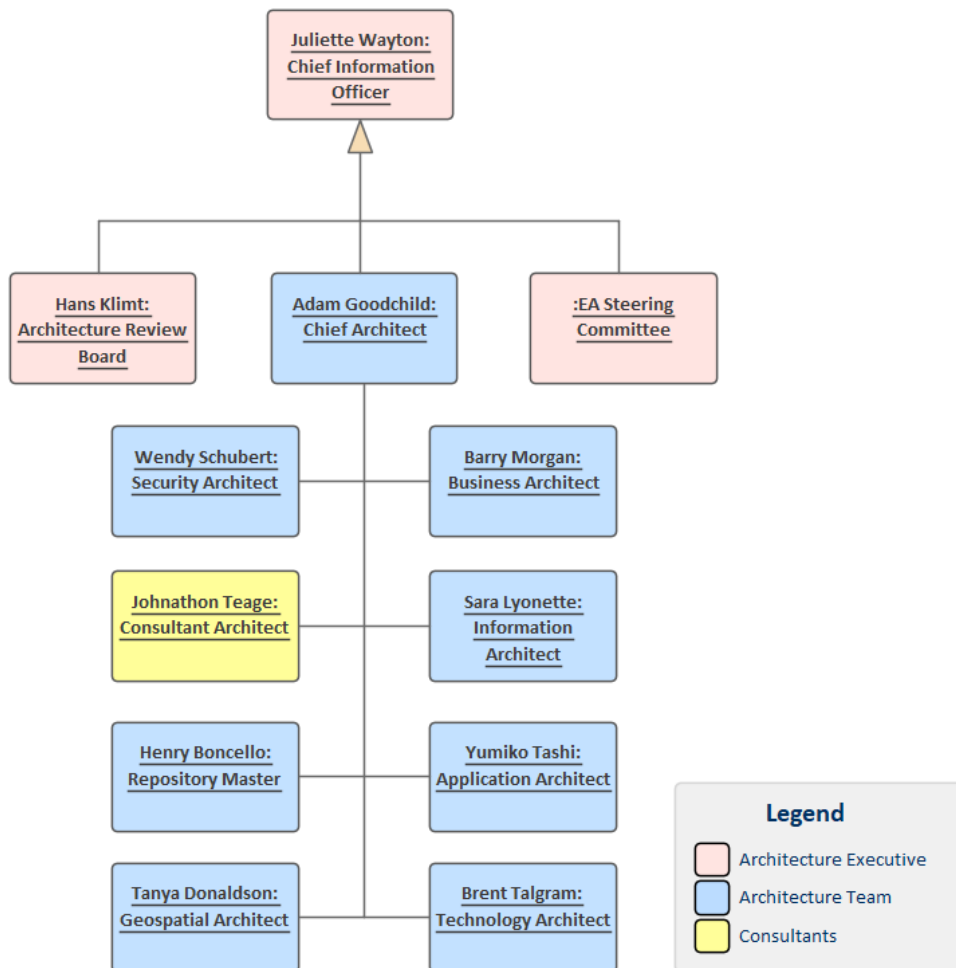 Juliette Wayton:
Chief Information
Officer
Hans Klimt:
Architecture Review
Board
Adam Goodchild:
Chief Architect
:EA Steering
Committee
Wendy Schubert:
Security Architect
Barry Morgan:
Business Architect
Johnathon Teage:
Consultant Architect
Sara Lyonette:
Information
Architect
Henry Boncello:
Repository Master
Yumiko Tashi:
Application Architect
Tanya Donaldson:
Geospatial Architect
Brent Talgram:
Technology Architect
Legend
Architecture Executive
Architecture Team
Consultants